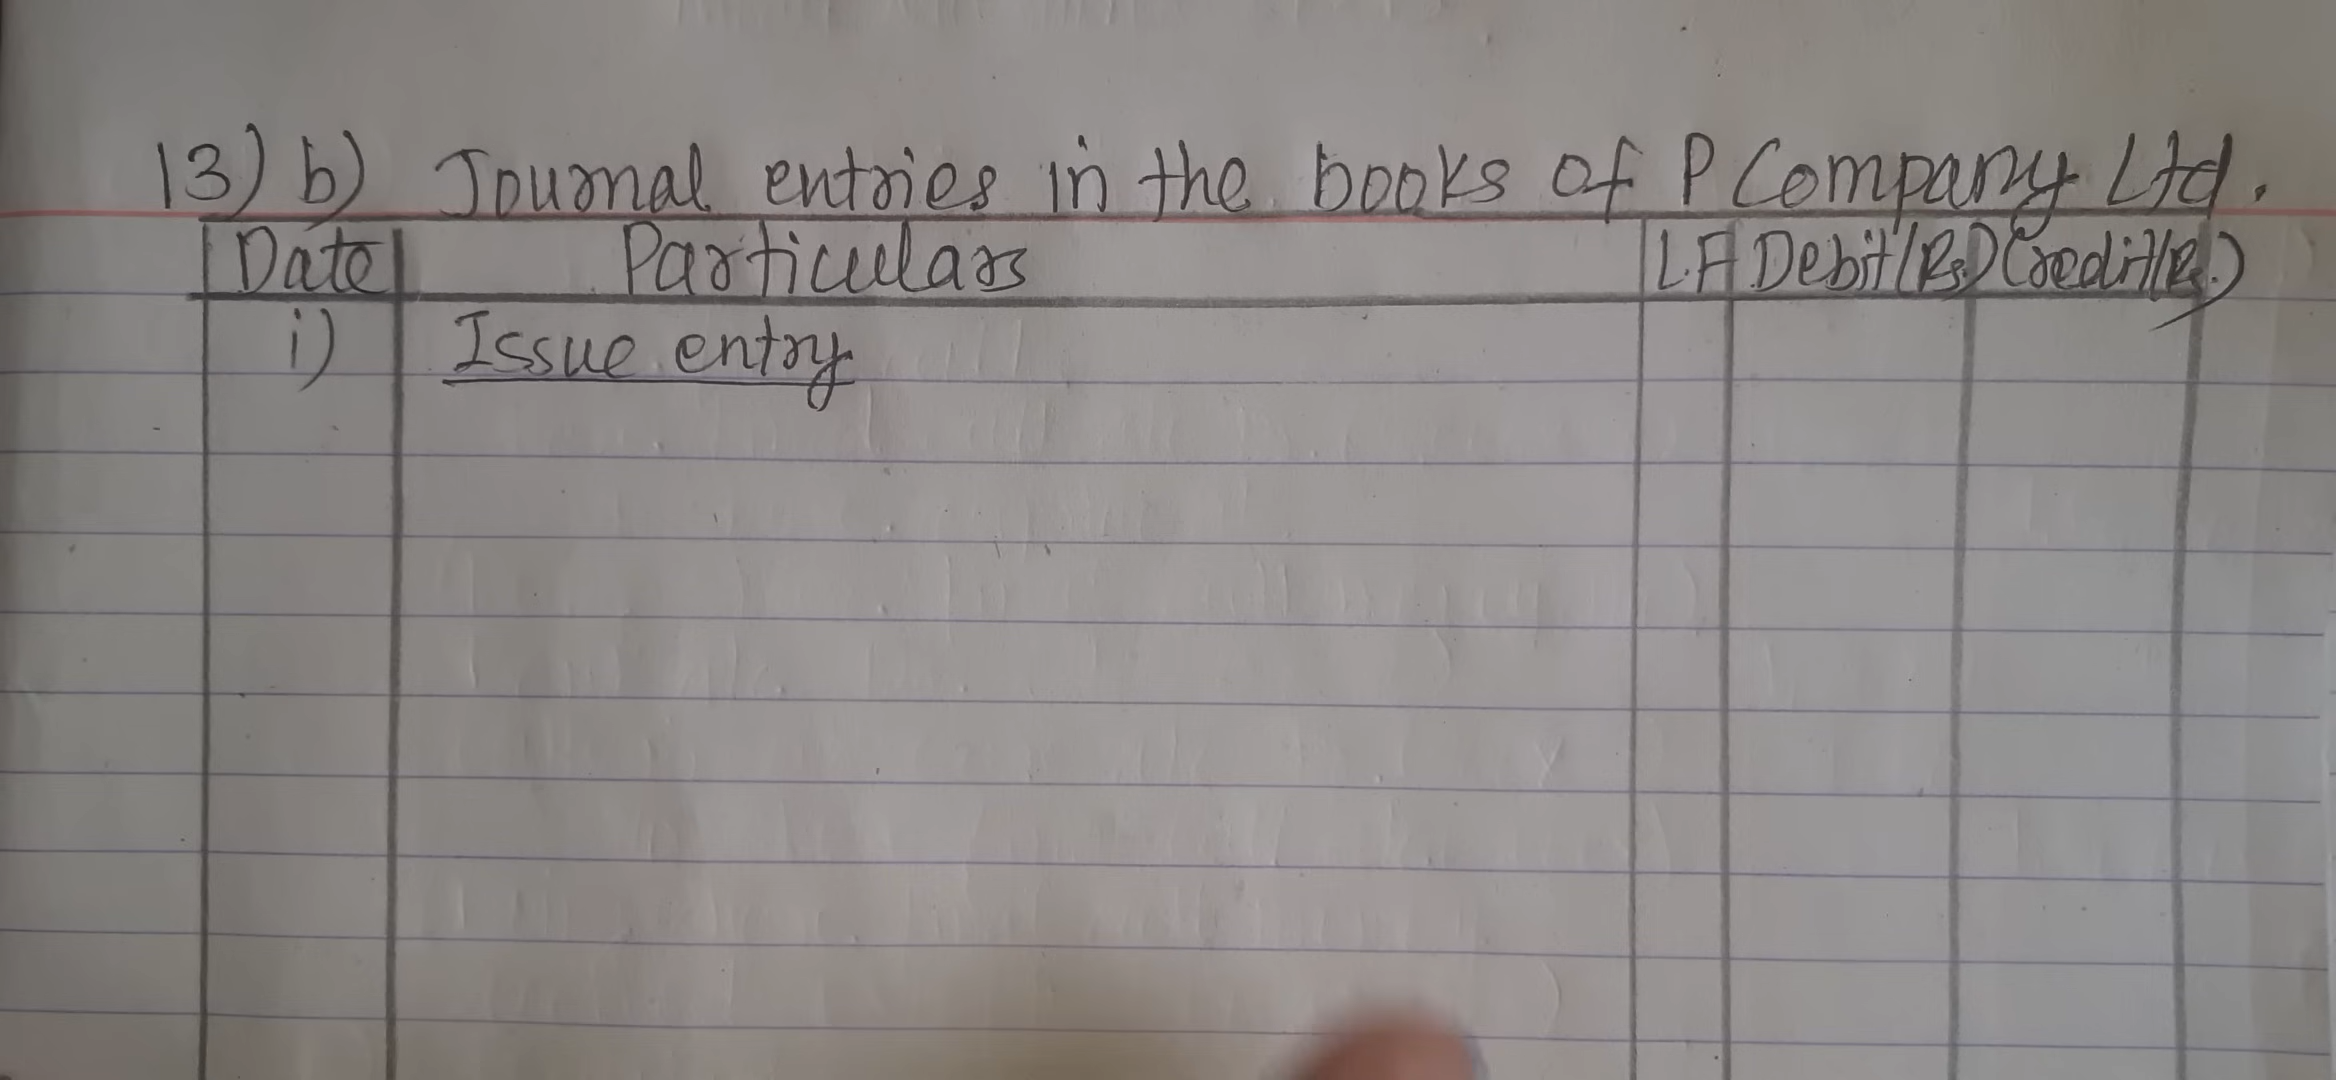 13) b) Journal entries in the books of P Company Ltd.
Date Particulars L.F Debit(Rs.) Credit(Rs.)
i) Issue entry